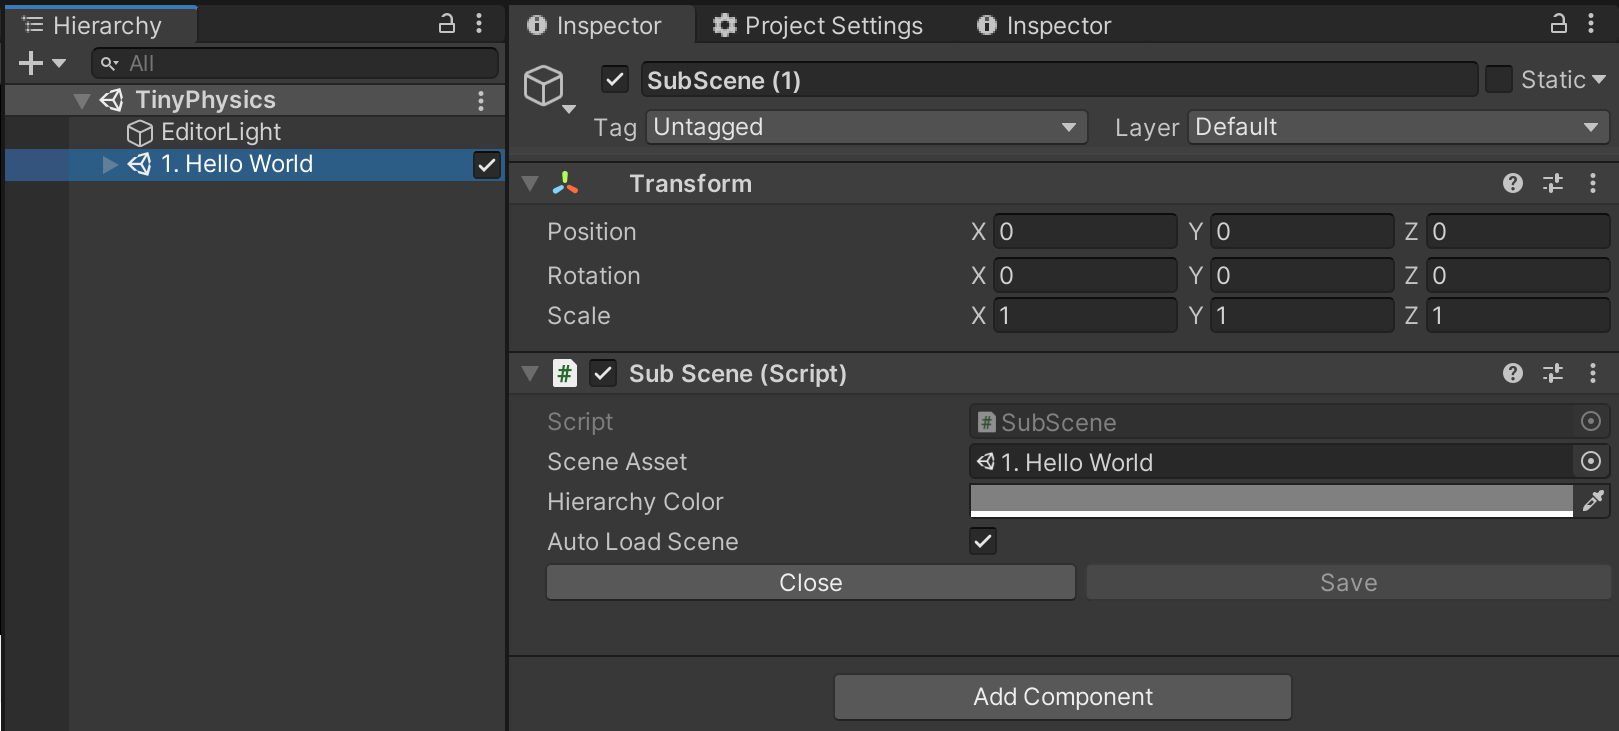 Hierarchy
All
TinyPhysics
EditorLight
1. Hello World
Inspector Project Settings Inspector
SubScene (1) Static
Tag Untagged Layer Default
Transform
Position X 0 Y 0 Z 0
Rotation X 0 Y 0 Z 0
Scale X 1 Y 1 Z 1
# Sub Scene (Script)
Script # SubScene
Scene Asset 1. Hello World
Hierarchy Color
Auto Load Scene
Close Save
Add Component